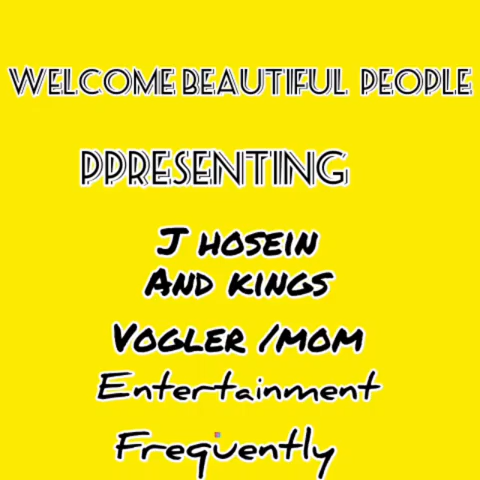 WELCOME BEAUTIFUL PEOPLE
PPRESENTING
J HOSEIN
AND KINGS
VOGLER /MOM
Entertainment
Frequently